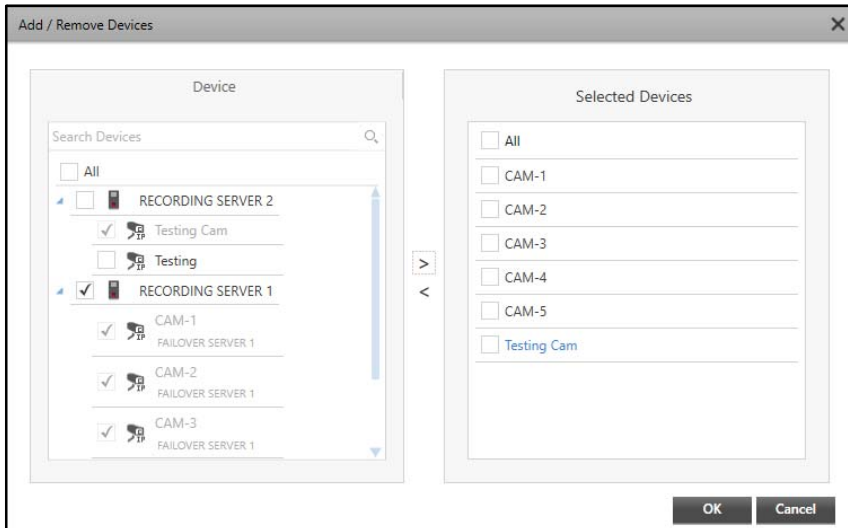 Add / Remove Devices
Device
Search Devices
All
RECORDING SERVER 2
Testing Cam
Testing
RECORDING SERVER 1
CAM-1
FAILOVER SERVER 1
CAM-2
FAILOVER SERVER 1
CAM-3
FAILOVER SERVER 1
>
<
Selected Devices
All
CAM-1
CAM-2
CAM-3
CAM-4
CAM-5
Testing Cam
OK Cancel